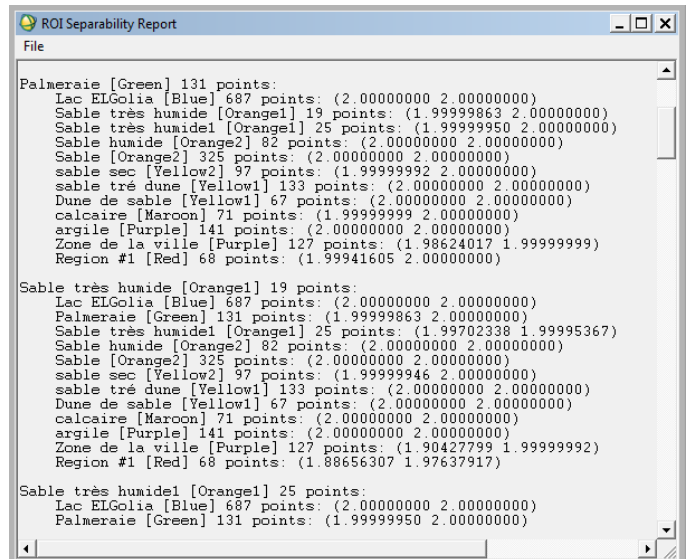 ROI Separability Report
File
Palmeraie [Green] 131 points:
Lac ELGolia [Blue] 687 points: (2.00000000 2.00000000)
Sable très humide [Orange1] 19 points: (1.99999863 2.00000000)
Sable très humide1 [Orange1] 25 points: (1.99999950 2.00000000)
Sable humide [Orange2] 82 points: (2.00000000 2.00000000)
Sable [Orange2] 325 points: (2.00000000 2.00000000)
sable sec [Yellow2] 97 points: (1.99999992 2.00000000)
sable tré dune [Yellow1] 133 points: (2.00000000 2.00000000)
Dune de sable [Yellow1] 67 points: (2.00000000 2.00000000)
calcaire [Maroon] 71 points: (1.99999999 2.00000000)
argile [Purple] 141 points: (2.00000000 2.00000000)
Zone de la ville [Purple] 127 points: (1.98624017 1.99999999)
Region #1 [Red] 68 points: (1.99941605 2.00000000)
Sable très humide [Orange1] 19 points:
Lac ELGolia [Blue] 687 points: (2.00000000 2.00000000)
Palmeraie [Green] 131 points: (1.99999863 2.00000000)
Sable très humide1 [Orange1] 25 points: (1.99702338 1.99995367)
Sable humide [Orange2] 82 points: (2.00000000 2.00000000)
Sable [Orange2] 325 points: (2.00000000 2.00000000)
sable sec [Yellow2] 97 points: (1.99999946 2.00000000)
sable tré dune [Yellow1] 133 points: (2.00000000 2.00000000)
Dune de sable [Yellow1] 67 points: (2.00000000 2.00000000)
calcaire [Maroon] 71 points: (2.00000000 2.00000000)
argile [Purple] 141 points: (2.00000000 2.00000000)
Zone de la ville [Purple] 127 points: (1.90427799 1.99999992)
Region #1 [Red] 68 points: (1.88656307 1.97637917)
Sable très humide1 [Orange1] 25 points:
Lac ELGolia [Blue] 687 points: (2.00000000 2.00000000)
Palmeraie [Green] 131 points: (1.99999950 2.00000000)